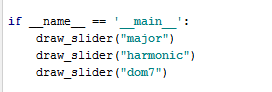 if __name__ == '__main__':
    draw_slider("major")
    draw_slider("harmonic")
    draw_slider("dom7")